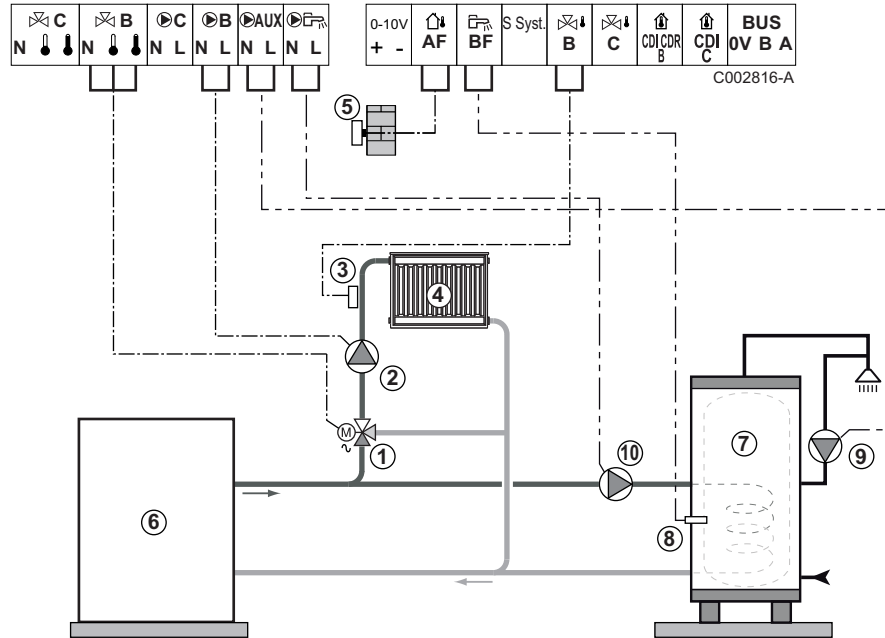 C B C B AUX 0-10V AF BF S Syst. B C CDI CDR B CDI C BUS
N N N L N L N L N L + - 0V B A
C002816-A
5
3
4
2
M
1
10
7
9
6
8